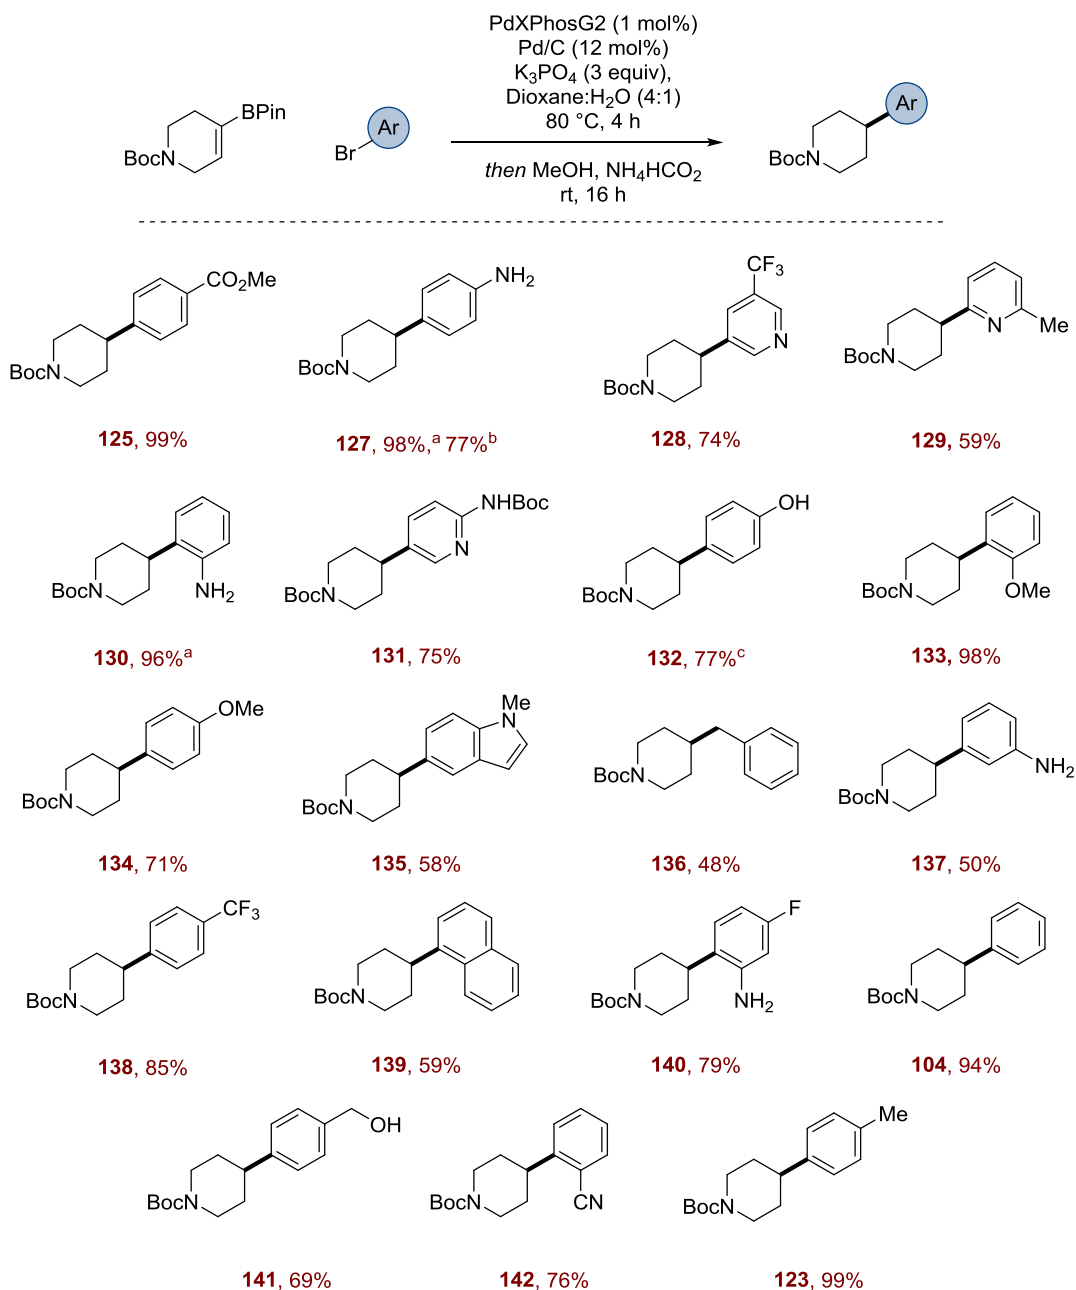 PdXPhosG2 (1 mol%)
Pd/C (12 mol%)
K₃PO₄ (3 equiv),
Dioxane:H₂O (4:1)
80 °C, 4 h
BPin
BocN
Br
Ar
then MeOH, NH₄HCO₂
rt, 16 h
Ar
BocN
CO₂Me
BocN
125, 99%
NH₂
BocN
127, 98%,ᵃ 77%ᵇ
CF₃
N
BocN
128, 74%
N
Me
BocN
129, 59%
BocN
NH₂
130, 96%ᵃ
NHBoc
N
BocN
131, 75%
OH
BocN
132, 77%ᶜ
BocN
OMe
133, 98%
OMe
BocN
134, 71%
Me
N
BocN
135, 58%
BocN
136, 48%
NH₂
BocN
137, 50%
CF₃
BocN
138, 85%
BocN
139, 59%
F
BocN
NH₂
140, 79%
BocN
104, 94%
OH
BocN
141, 69%
BocN
CN
142, 76%
Me
BocN
123, 99%